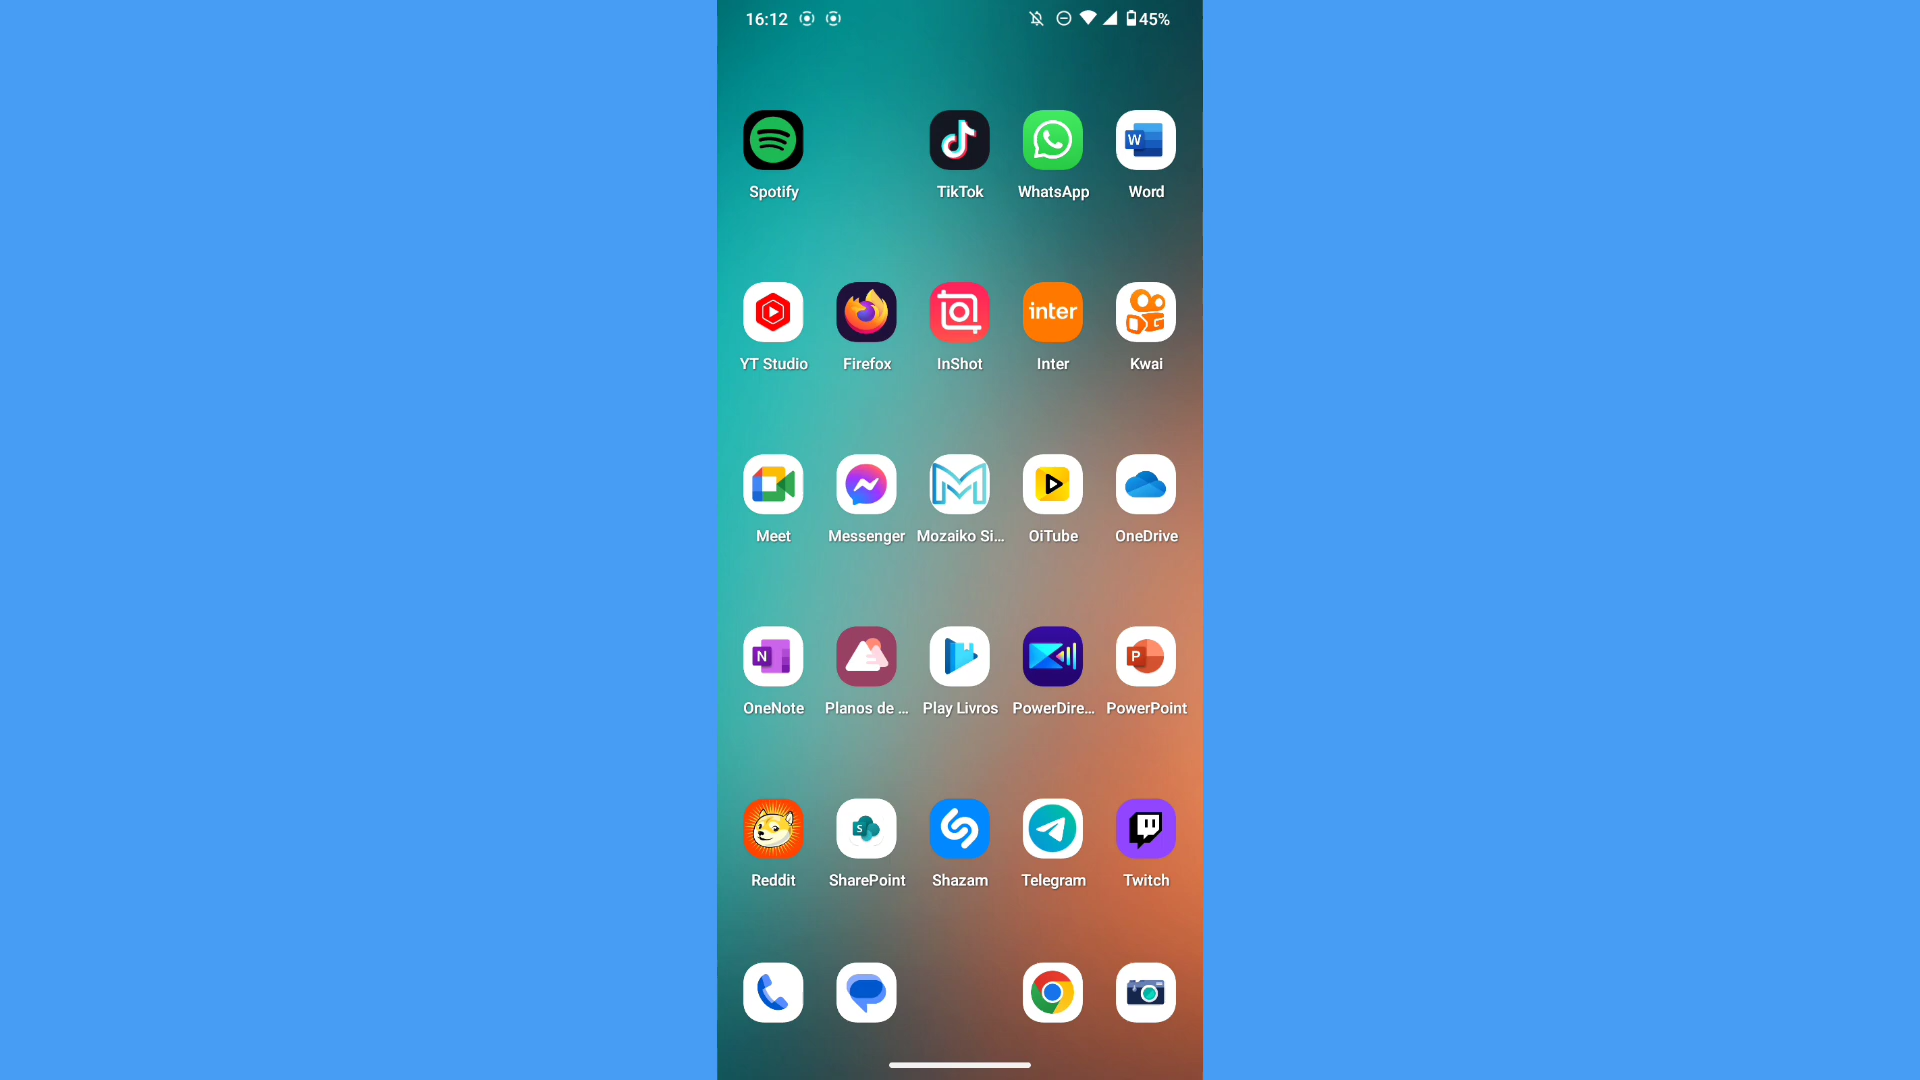 16:12 45%
Spotify TikTok WhatsApp Word
inter
YT Studio Firefox InShot Inter Kwai
Meet Messenger Mozaiko Si... OiTube OneDrive
OneNote Planos de ... Play Livros PowerDire... PowerPoint
Reddit SharePoint Shazam Telegram Twitch